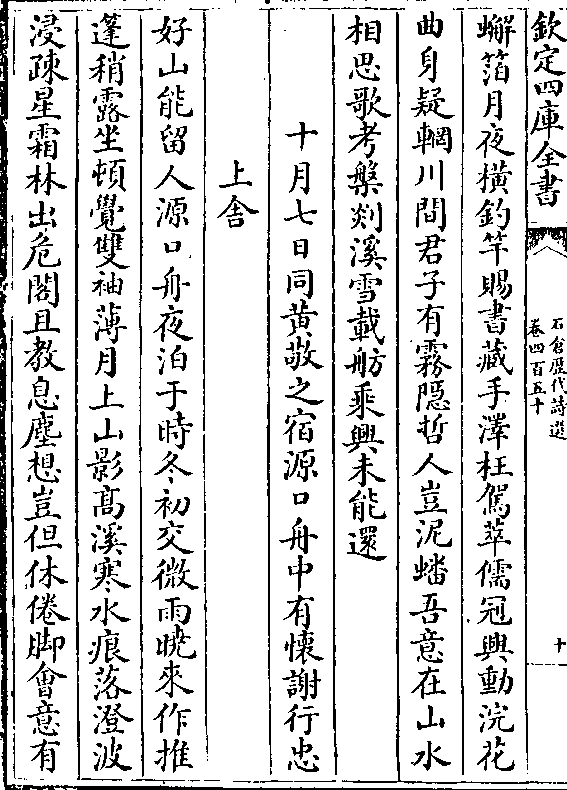 欽定四庫全書
石倉歷代詩選
卷四百五十
十
蠏籪月夜橫釣竿賜書藏手澤枉駕萃儒冠興動浣花
曲身疑輞川間君子有霧隠哲人豈泥蟠吾意在山水
相思歌考槃剡溪雪載舫乘興未能還
十月七日同黄敬之宿源口舟中有懷謝行忠
上舍
好山能留人源口舟夜泊于時冬初交微雨曉來作推
蓬稍露坐頓覺雙袖薄月上山影髙溪寒水痕落澄波
浸疎星霜林出危閣且教息塵想豈但休倦脚會意有